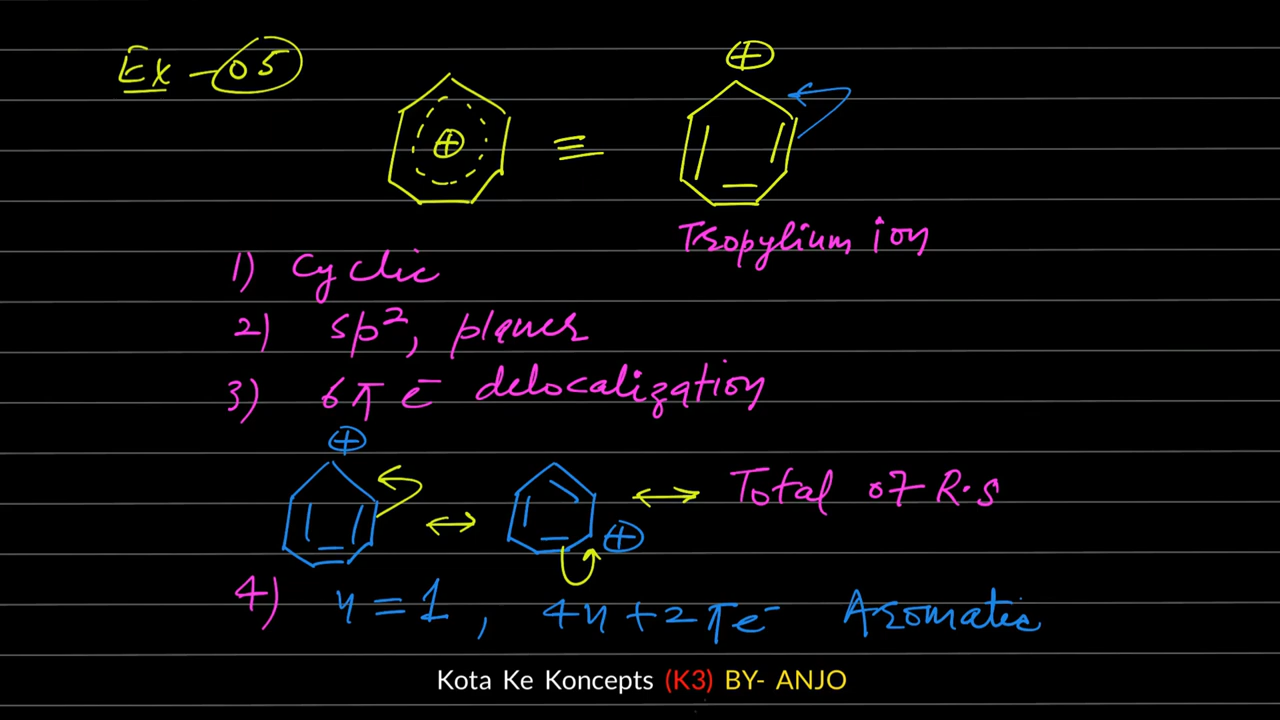 Ex - 05
⊕
⊕ ≡
Tropylium ion
1) Cyclic
2) sp², planer
3) 6π e⁻ delocalization
⊕
↔ ⊕ ↔ Total 07 R.S
4) n = 1, 4n + 2 π e⁻ Aromatic
Kota Ke Koncepts (K3) BY- ANJO